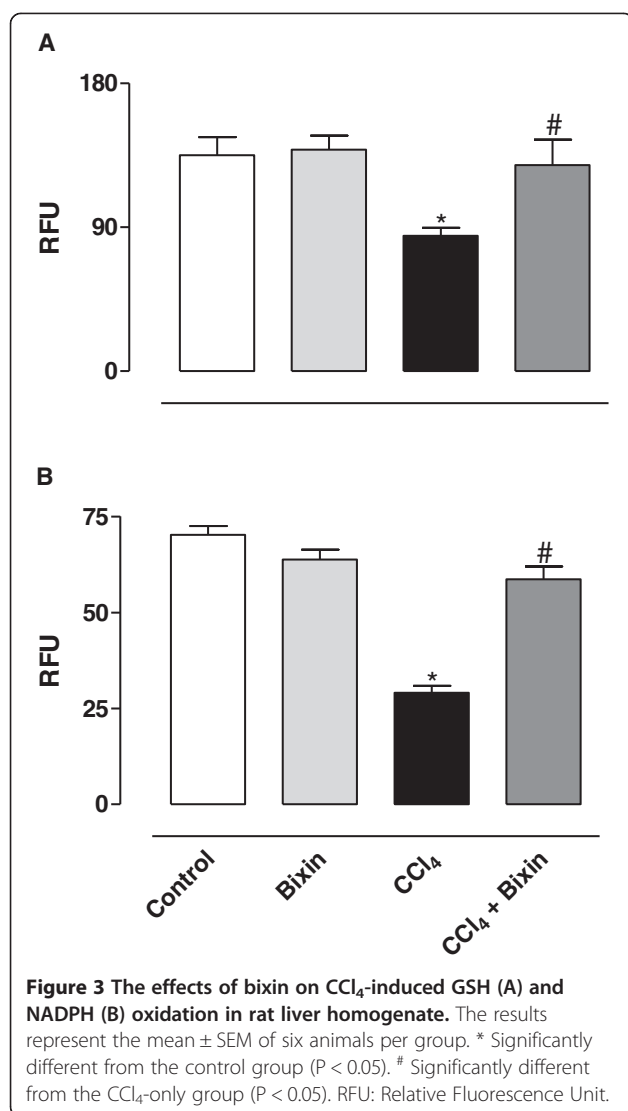 A
180
#
90
RFU
*
0
B
75
#
50
RFU
*
25
0
Control
Bixin
CCl₄
CCl₄ + Bixin
Figure 3 The effects of bixin on CCl₄-induced GSH (A) and
NADPH (B) oxidation in rat liver homogenate. The results
represent the mean ± SEM of six animals per group. * Significantly
different from the control group (P < 0.05). # Significantly different
from the CCl₄-only group (P < 0.05). RFU: Relative Fluorescence Unit.